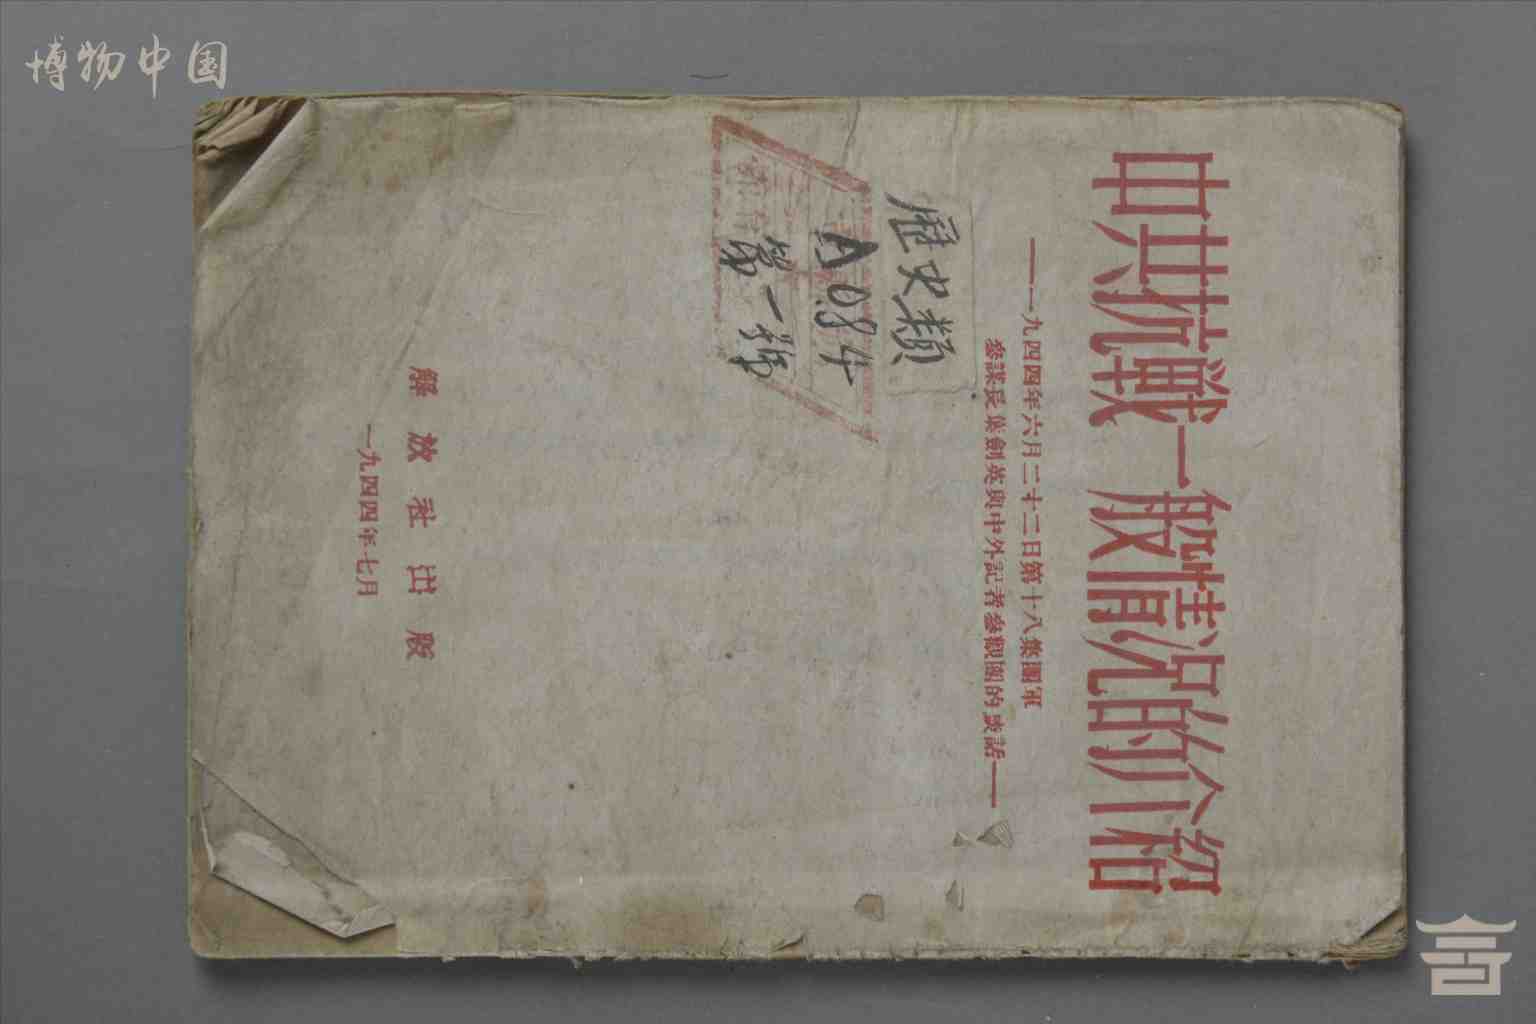 博物中国
中共抗戰一般情況的介紹
——一九四四年六月二十二日第十八集團軍
參謀長葉劍英與中外記者參觀團的談話——
歷史類
A084
第一號
解放社出版
一九四四年七月